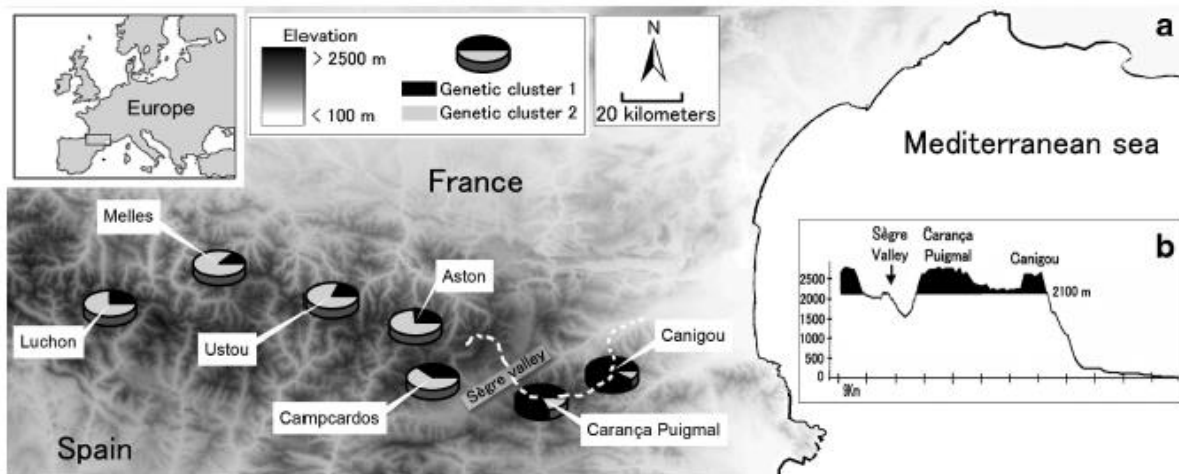 Europe
Elevation
> 2500 m
< 100 m
Genetic cluster 1
Genetic cluster 2
N
20 kilometers
a
Mediterranean sea
France
Melles
Luchon
Ustou
Aston
Canigou
Sègre valley
Campcardos
Carança Puigmal
Spain
b
Sègre
Valley
Carança
Puigmal
Canigou
2500
2000
1500
1000
500
0
2100 m
9Km